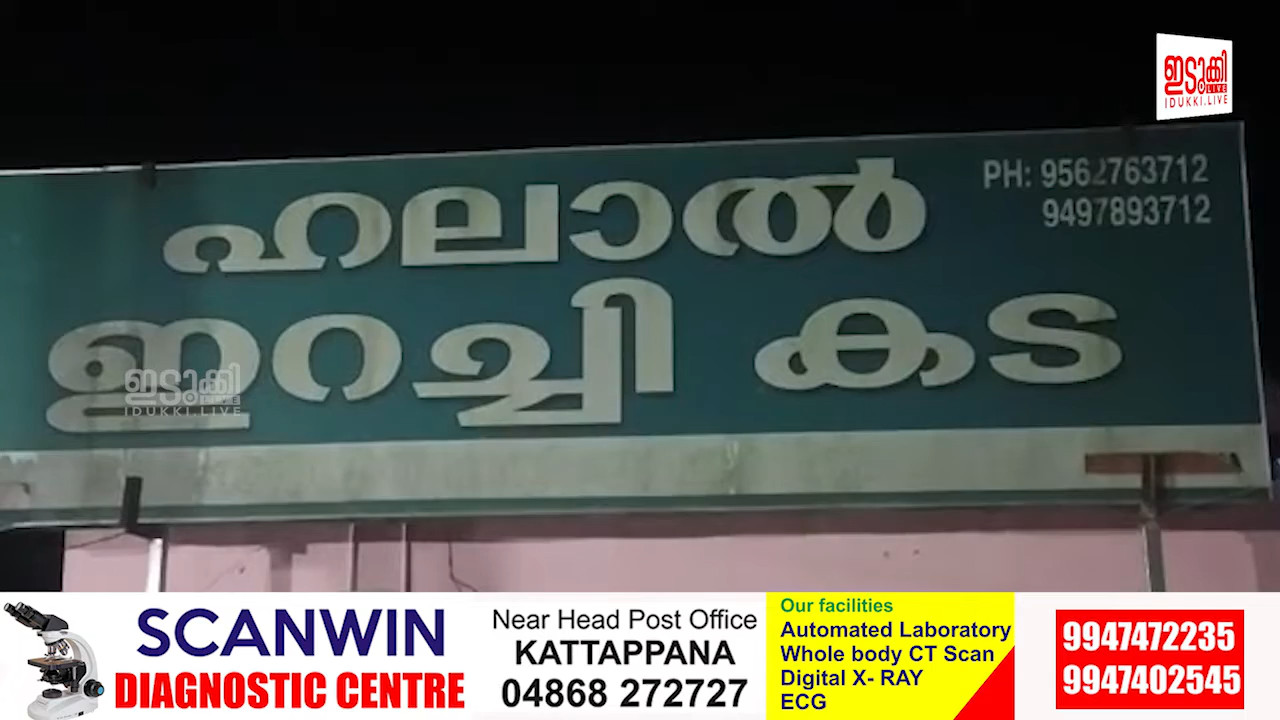 ഇടുക്കി
LIVE
IDUKKI.LIVE
PH: 9562763712
9497893712
ഹലാൽ
ഇറച്ചി കട
ഇടുക്കി
IDUKKI.LIVE
SCANWIN
DIAGNOSTIC CENTRE
Near Head Post Office
KATTAPPANA
04868 272727
Our facilities
Automated Laboratory
Whole body CT Scan
Digital X- RAY
ECG
9947472235
9947402545